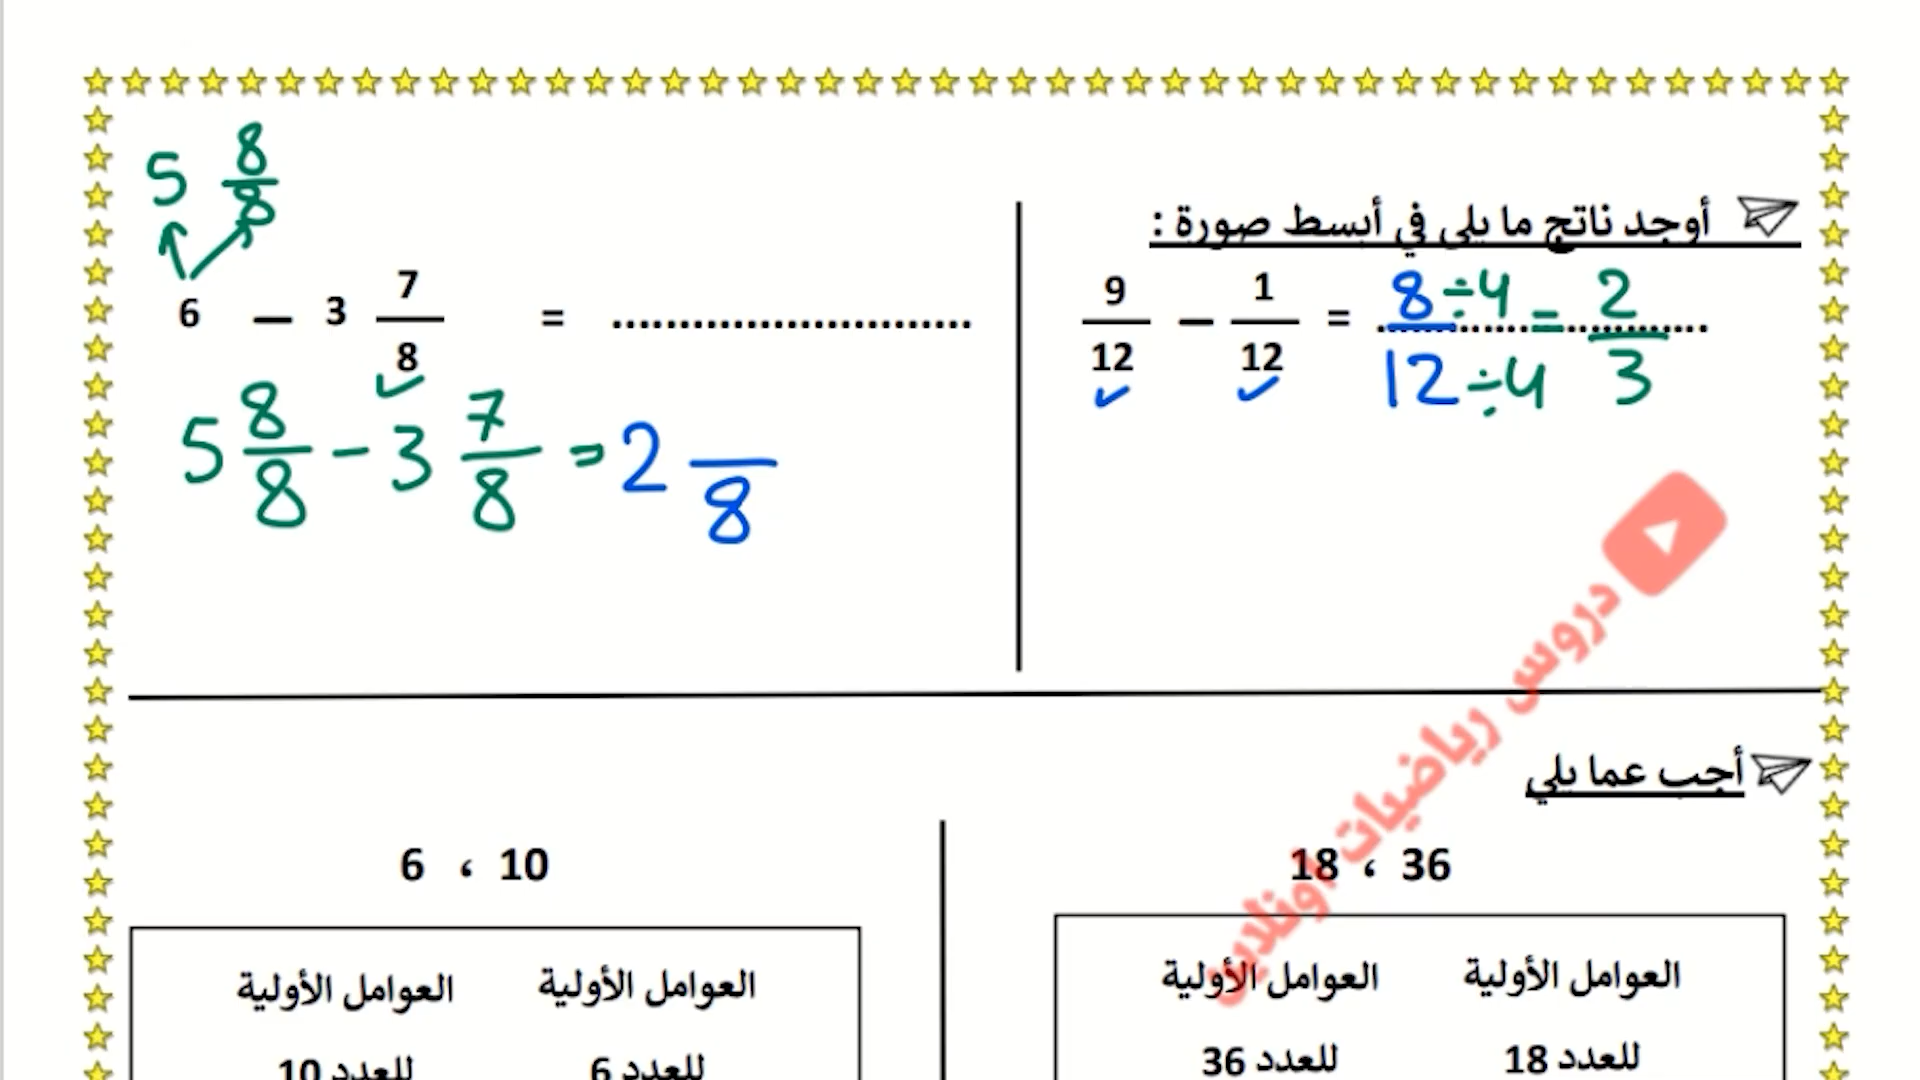 أوجد ناتج ما يلي في أبسط صورة :
9/12 − 1/12 = 8÷4/12÷4 = 2/3
5 8/8
6 − 3 7/8 = ..............................
5 8/8 − 3 7/8 = 2 /8
دروس رياضيات اونلاين
أجب عما يلي
18 ، 36
العوامل الأولية العوامل الأولية
للعدد 18 للعدد 36
6 ، 10
العوامل الأولية العوامل الأولية
للعدد 6 للعدد 10